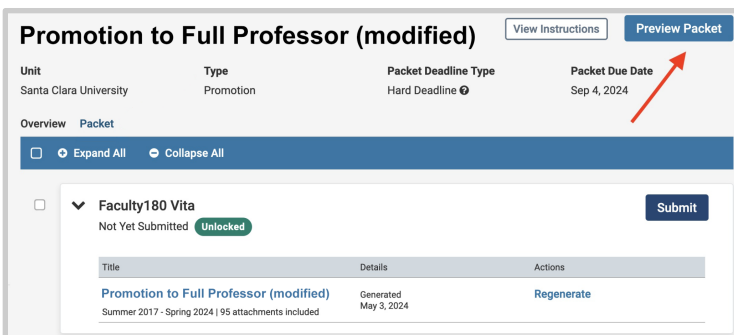 Promotion to Full Professor (modified) View Instructions Preview Packet
Unit Type Packet Deadline Type Packet Due Date
Santa Clara University Promotion Hard Deadline Sep 4, 2024
Overview Packet
Expand All Collapse All
Faculty180 Vita Submit
Not Yet Submitted Unlocked
Title Details Actions
Promotion to Full Professor (modified) Generated Regenerate
Summer 2017 - Spring 2024 | 95 attachments included May 3, 2024